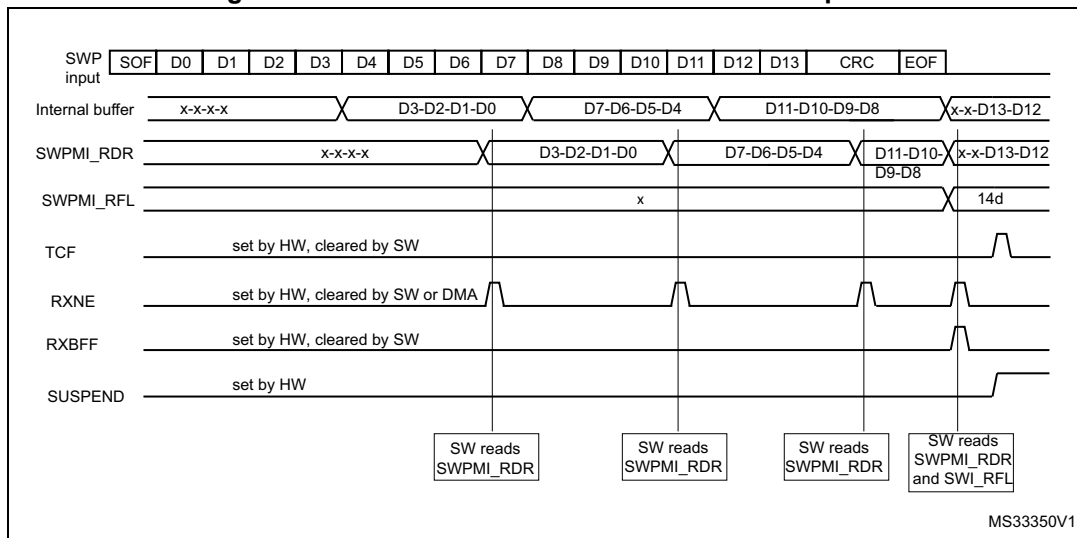 SWP input SOF D0 D1 D2 D3 D4 D5 D6 D7 D8 D9 D10 D11 D12 D13 CRC EOF
Internal buffer x-x-x-x D3-D2-D1-D0 D7-D6-D5-D4 D11-D10-D9-D8 x-x-D13-D12
SWPMI_RDR x-x-x-x D3-D2-D1-D0 D7-D6-D5-D4 D11-D10- x-x-D13-D12
D9-D8
SWPMI_RFL x 14d
TCF set by HW, cleared by SW
RXNE set by HW, cleared by SW or DMA
RXBFF set by HW, cleared by SW
SUSPEND set by HW
SW reads
SWPMI_RDR
SW reads
SWPMI_RDR
SW reads
SWPMI_RDR
SW reads
SWPMI_RDR
and SWI_RFL
MS33350V1